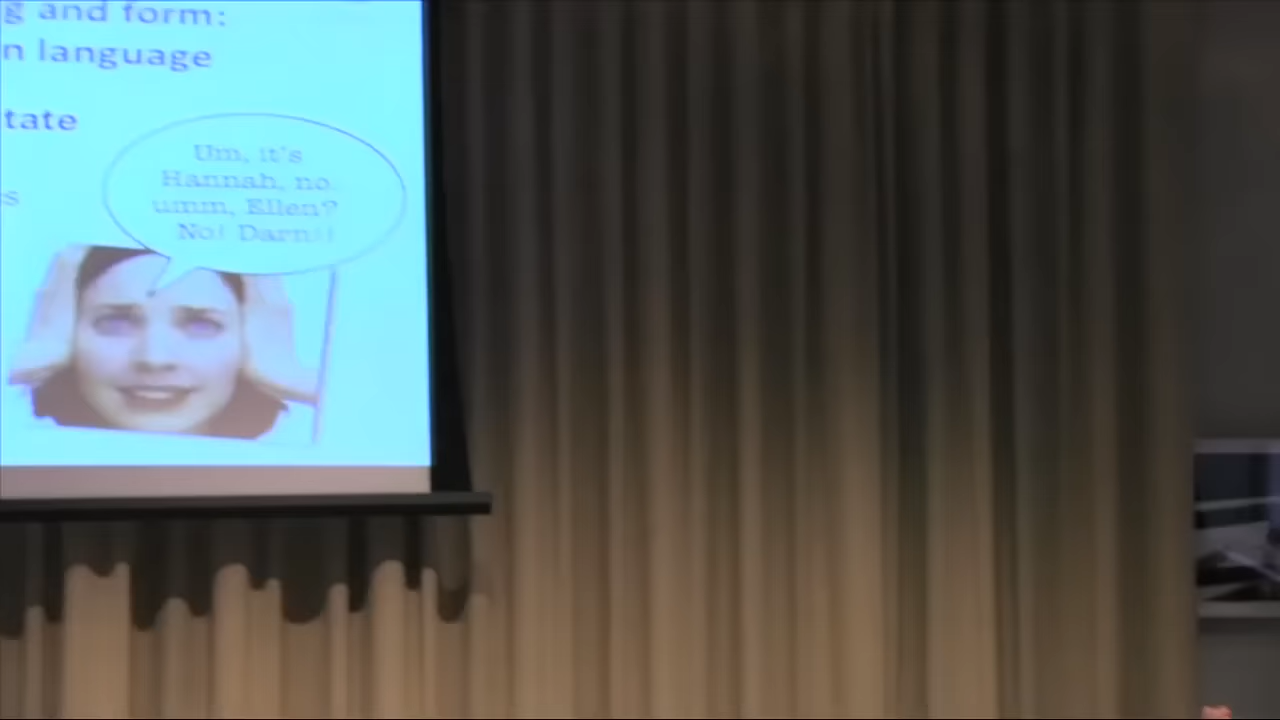 g and form:
n language
tate
s
Um, it's
Hannah, no.
umm, Ellen?
No! Darn!!